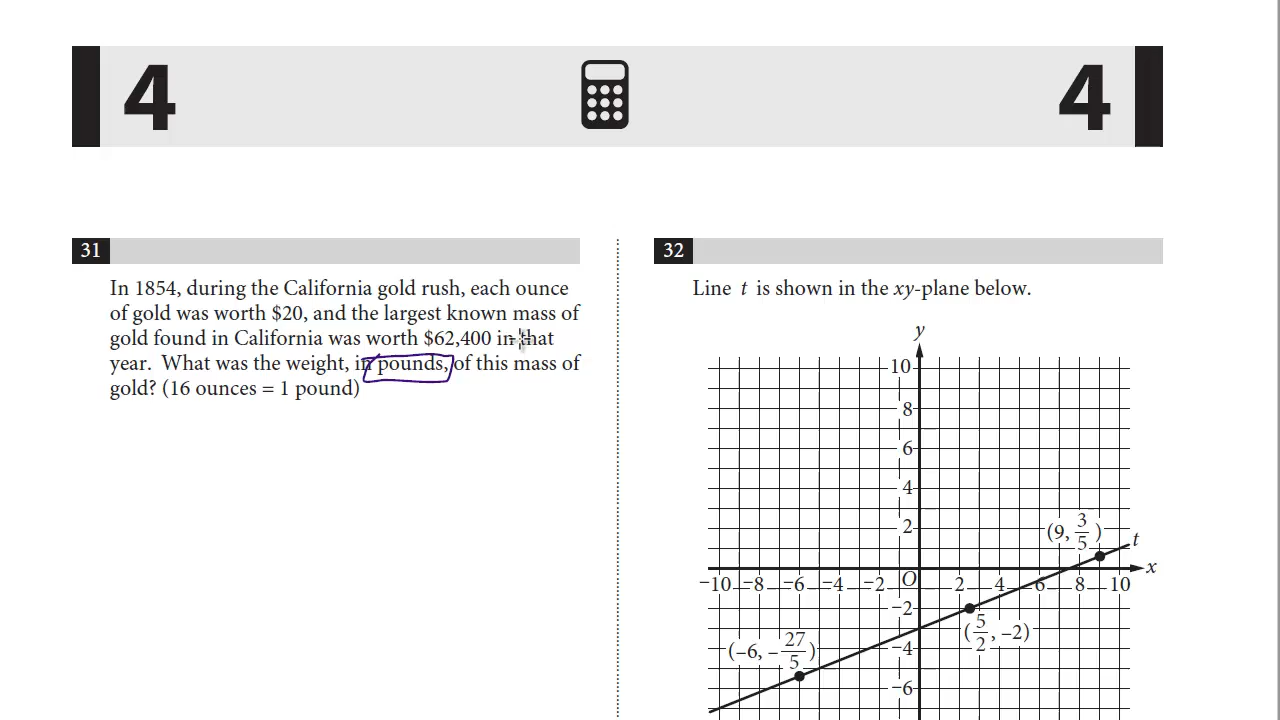 4
4
31
In 1854, during the California gold rush, each ounce
of gold was worth $20, and the largest known mass of
gold found in California was worth $62,400 in that
year. What was the weight, in pounds, of this mass of
gold? (16 ounces = 1 pound)
32
Line t is shown in the xy-plane below.
y
10
8
6
4
2
(9, 3/5)
t
x
−10 −8 −6 −4 −2 O 2 4 6 8 10
−2
(5/2, –2)
(–6, –27/5)
−4
−6